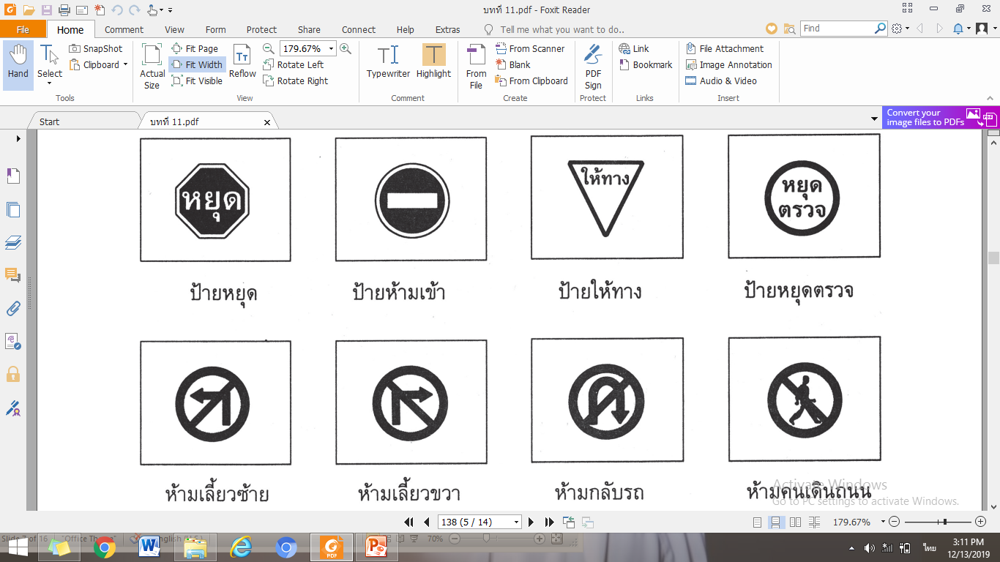 บทที่ 11.pdf - Foxit Reader
File Home Comment View Form Protect Share Connect Help Extras Tell me what you want to do.. Find
Hand
Select
SnapShot
Clipboard
Tools
Actual Size
Fit Page
Fit Width
Fit Visible
Reflow
179.67%
Rotate Left
Rotate Right
View
Typewriter
Highlight
Comment
From File
From Scanner
Blank
From Clipboard
Create
PDF Sign
Protect
Link
Bookmark
Links
File Attachment
Image Annotation
Audio & Video
Insert
Start
บทที่ 11.pdf
Convert your
image files to PDFs
หยุด
ให้ทาง
หยุด
ตรวจ
ป้ายหยุด
ป้ายห้ามเข้า
ป้ายให้ทาง
ป้ายหยุดตรวจ
ห้ามเลี้ยวซ้าย
ห้ามเลี้ยวขวา
ห้ามกลับรถ
ห้ามคนเดินถนน
Activate Windows
Go to PC settings to activate Windows.
138 (5 / 14)
179.67%
70%
ไทย
3:11 PM
12/13/2019